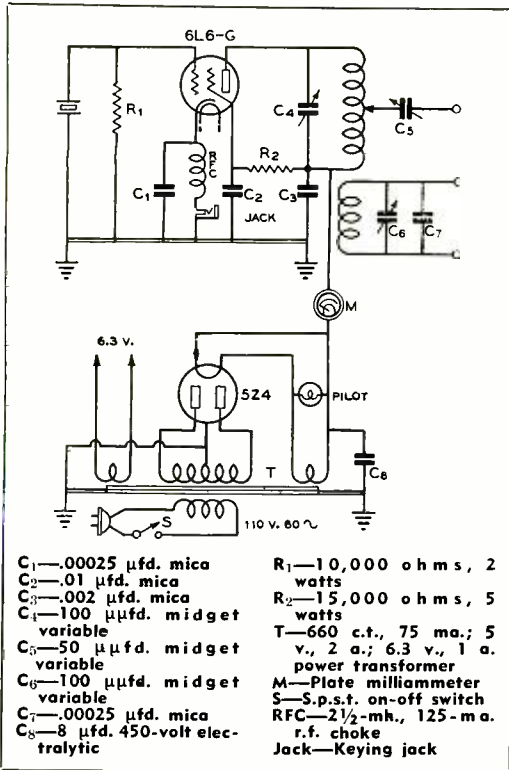 6L6-G
R1
C4
C5
RFC
R2
C1
C2
C3
JACK
C6
C7
M
6.3 v.
5Z4
PILOT
T
C8
S
110 v. 60 ~
C1—.00025 µfd. mica
C2—.01 µfd. mica
C3—.002 µfd. mica
C4—100 µµfd. midget
variable
C5—50 µµfd. midget
variable
C6—100 µµfd. midget
variable
C7—.00025 µfd. mica
C8—8 µfd. 450-volt elec-
trolytic
R1—10,000 ohms, 2
watts
R2—15,000 ohms, 5
watts
T—660 c.t., 75 ma.; 5
v., 2 a.; 6.3 v., 1 a.
power transformer
M—Plate milliammeter
S—S.p.s.t. on-off switch
RFC—2½-mh., 125-ma.
r.f. choke
Jack—Keying jack